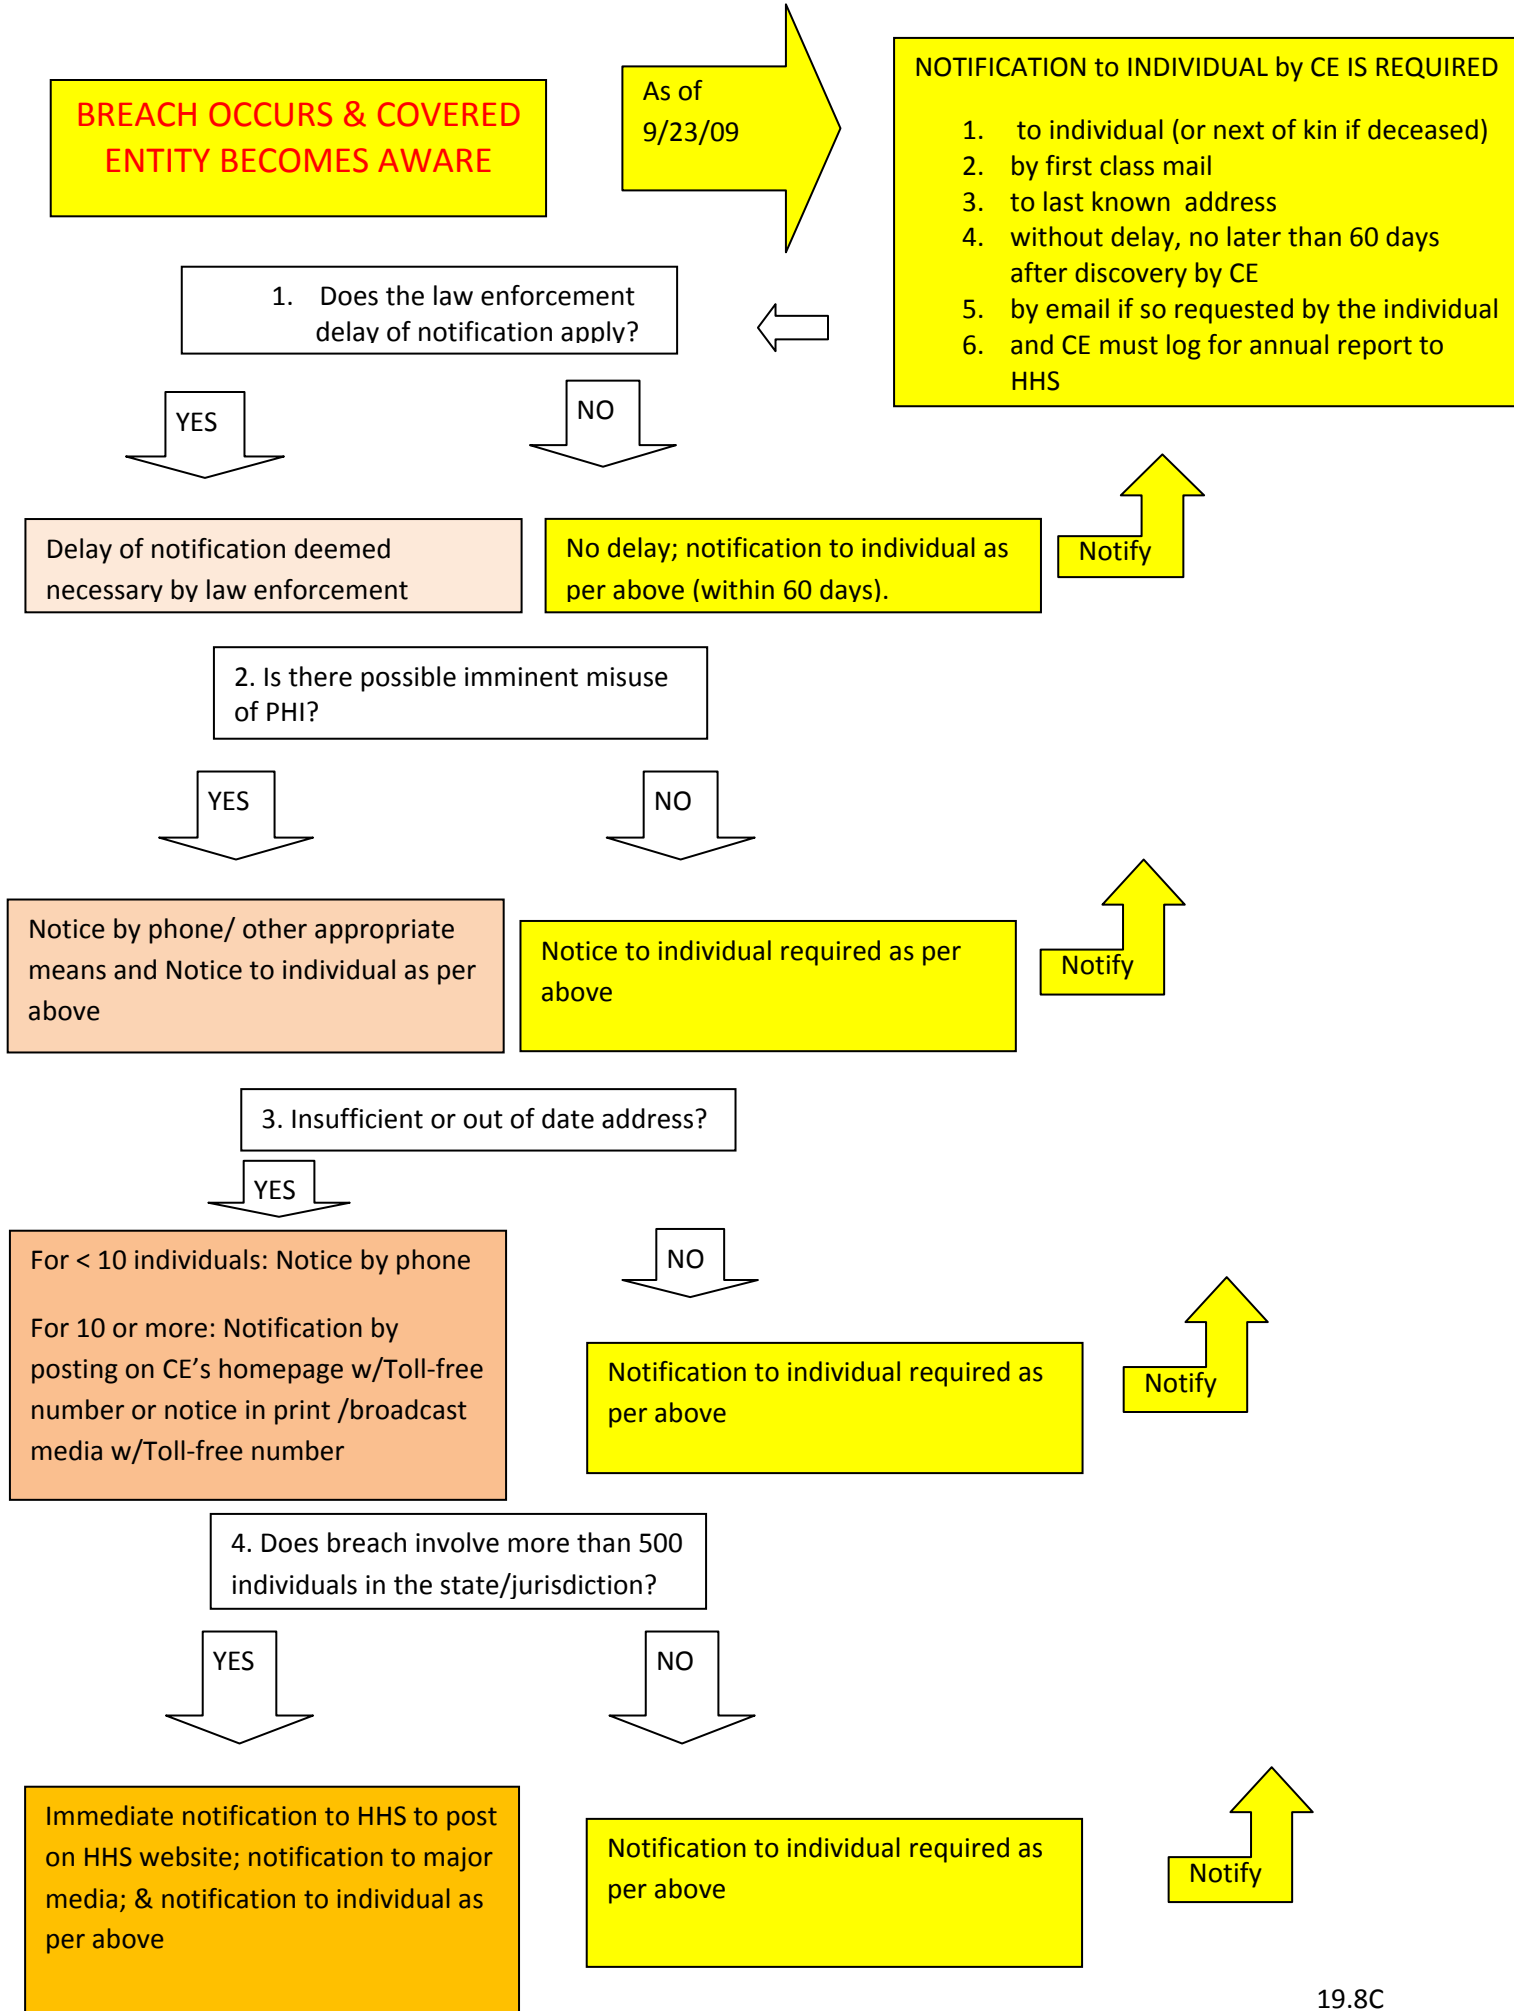 BREACH OCCURS & COVERED
ENTITY BECOMES AWARE
As of
9/23/09
NOTIFICATION to INDIVIDUAL by CE IS REQUIRED
1. to individual (or next of kin if deceased)
2. by first class mail
3. to last known address
4. without delay, no later than 60 days
after discovery by CE
5. by email if so requested by the individual
6. and CE must log for annual report to
HHS
1. Does the law enforcement
delay of notification apply?
YES
NO
Delay of notification deemed
necessary by law enforcement
No delay; notification to individual as
per above (within 60 days).
Notify
2. Is there possible imminent misuse
of PHI?
YES
NO
Notice by phone/ other appropriate
means and Notice to individual as per
above
Notice to individual required as per
above
Notify
3. Insufficient or out of date address?
YES
NO
For < 10 individuals: Notice by phone
For 10 or more: Notification by
posting on CE’s homepage w/Toll-free
number or notice in print /broadcast
media w/Toll-free number
Notification to individual required as
per above
Notify
4. Does breach involve more than 500
individuals in the state/jurisdiction?
YES
NO
Immediate notification to HHS to post
on HHS website; notification to major
media; & notification to individual as
per above
Notification to individual required as
per above
Notify
19.8C